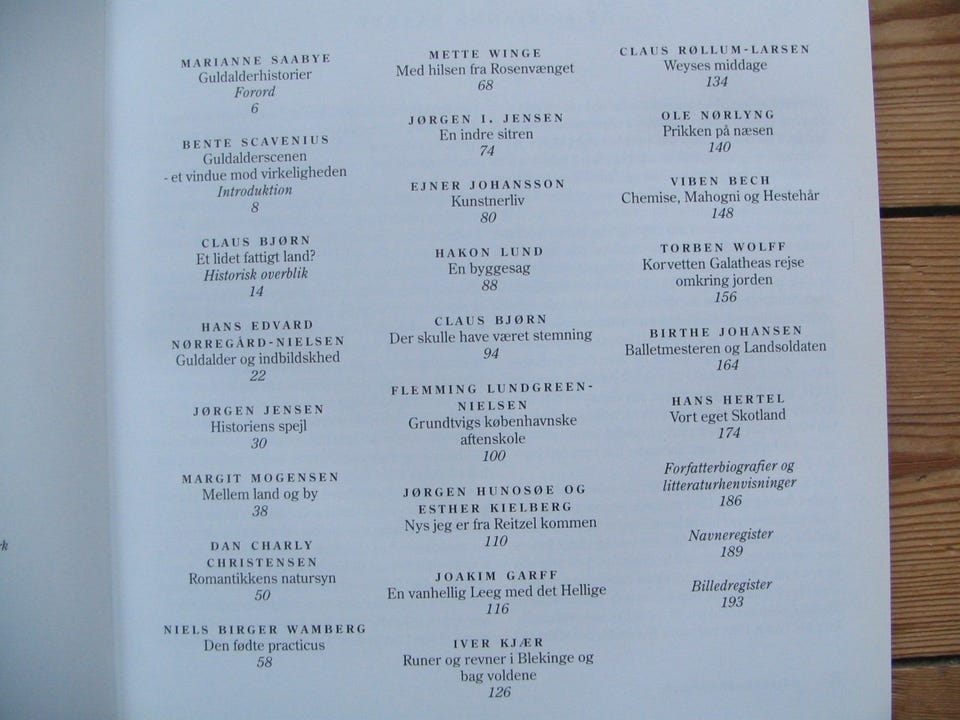 MARIANNE SAABYE
Guldalderhistorier
Forord
6
BENTE SCAVENIUS
Guldalderscenen
- et vindue mod virkeligheden
Introduktion
8
CLAUS BJØRN
Et lidet fattigt land?
Historisk overblik
14
HANS EDVARD
NØRREGÅRD-NIELSEN
Guldalder og indbildskhed
22
JØRGEN JENSEN
Historiens spejl
30
MARGIT MOGENSEN
Mellem land og by
38
DAN CHARLY
CHRISTENSEN
Romantikkens natursyn
50
NIELS BIRGER WAMBERG
Den fødte practicus
58
METTE WINGE
Med hilsen fra Rosenvænget
68
JØRGEN I. JENSEN
En indre sitren
74
EJNER JOHANSSON
Kunstnerliv
80
HAKON LUND
En byggesag
88
CLAUS BJØRN
Der skulle have været stemning
94
FLEMMING LUNDGREEN-
NIELSEN
Grundtvigs københavnske
aftenskole
100
JØRGEN HUNOSØE OG
ESTHER KIELBERG
Nys jeg er fra Reitzel kommen
110
JOAKIM GARFF
En vanhellig Leeg med det Hellige
116
IVER KJÆR
Runer og revner i Blekinge og
bag voldene
126
CLAUS RØLLUM-LARSEN
Weyses middage
134
OLE NØRLYNG
Prikken på næsen
140
VIBEN BECH
Chemise, Mahogni og Hestehår
148
TORBEN WOLFF
Korvetten Galatheas rejse
omkring jorden
156
BIRTHE JOHANSEN
Balletmesteren og Landsoldaten
164
HANS HERTEL
Vort eget Skotland
174
Forfatterbiografier og
litteraturhenvisninger
186
Navneregister
189
Billedregister
193